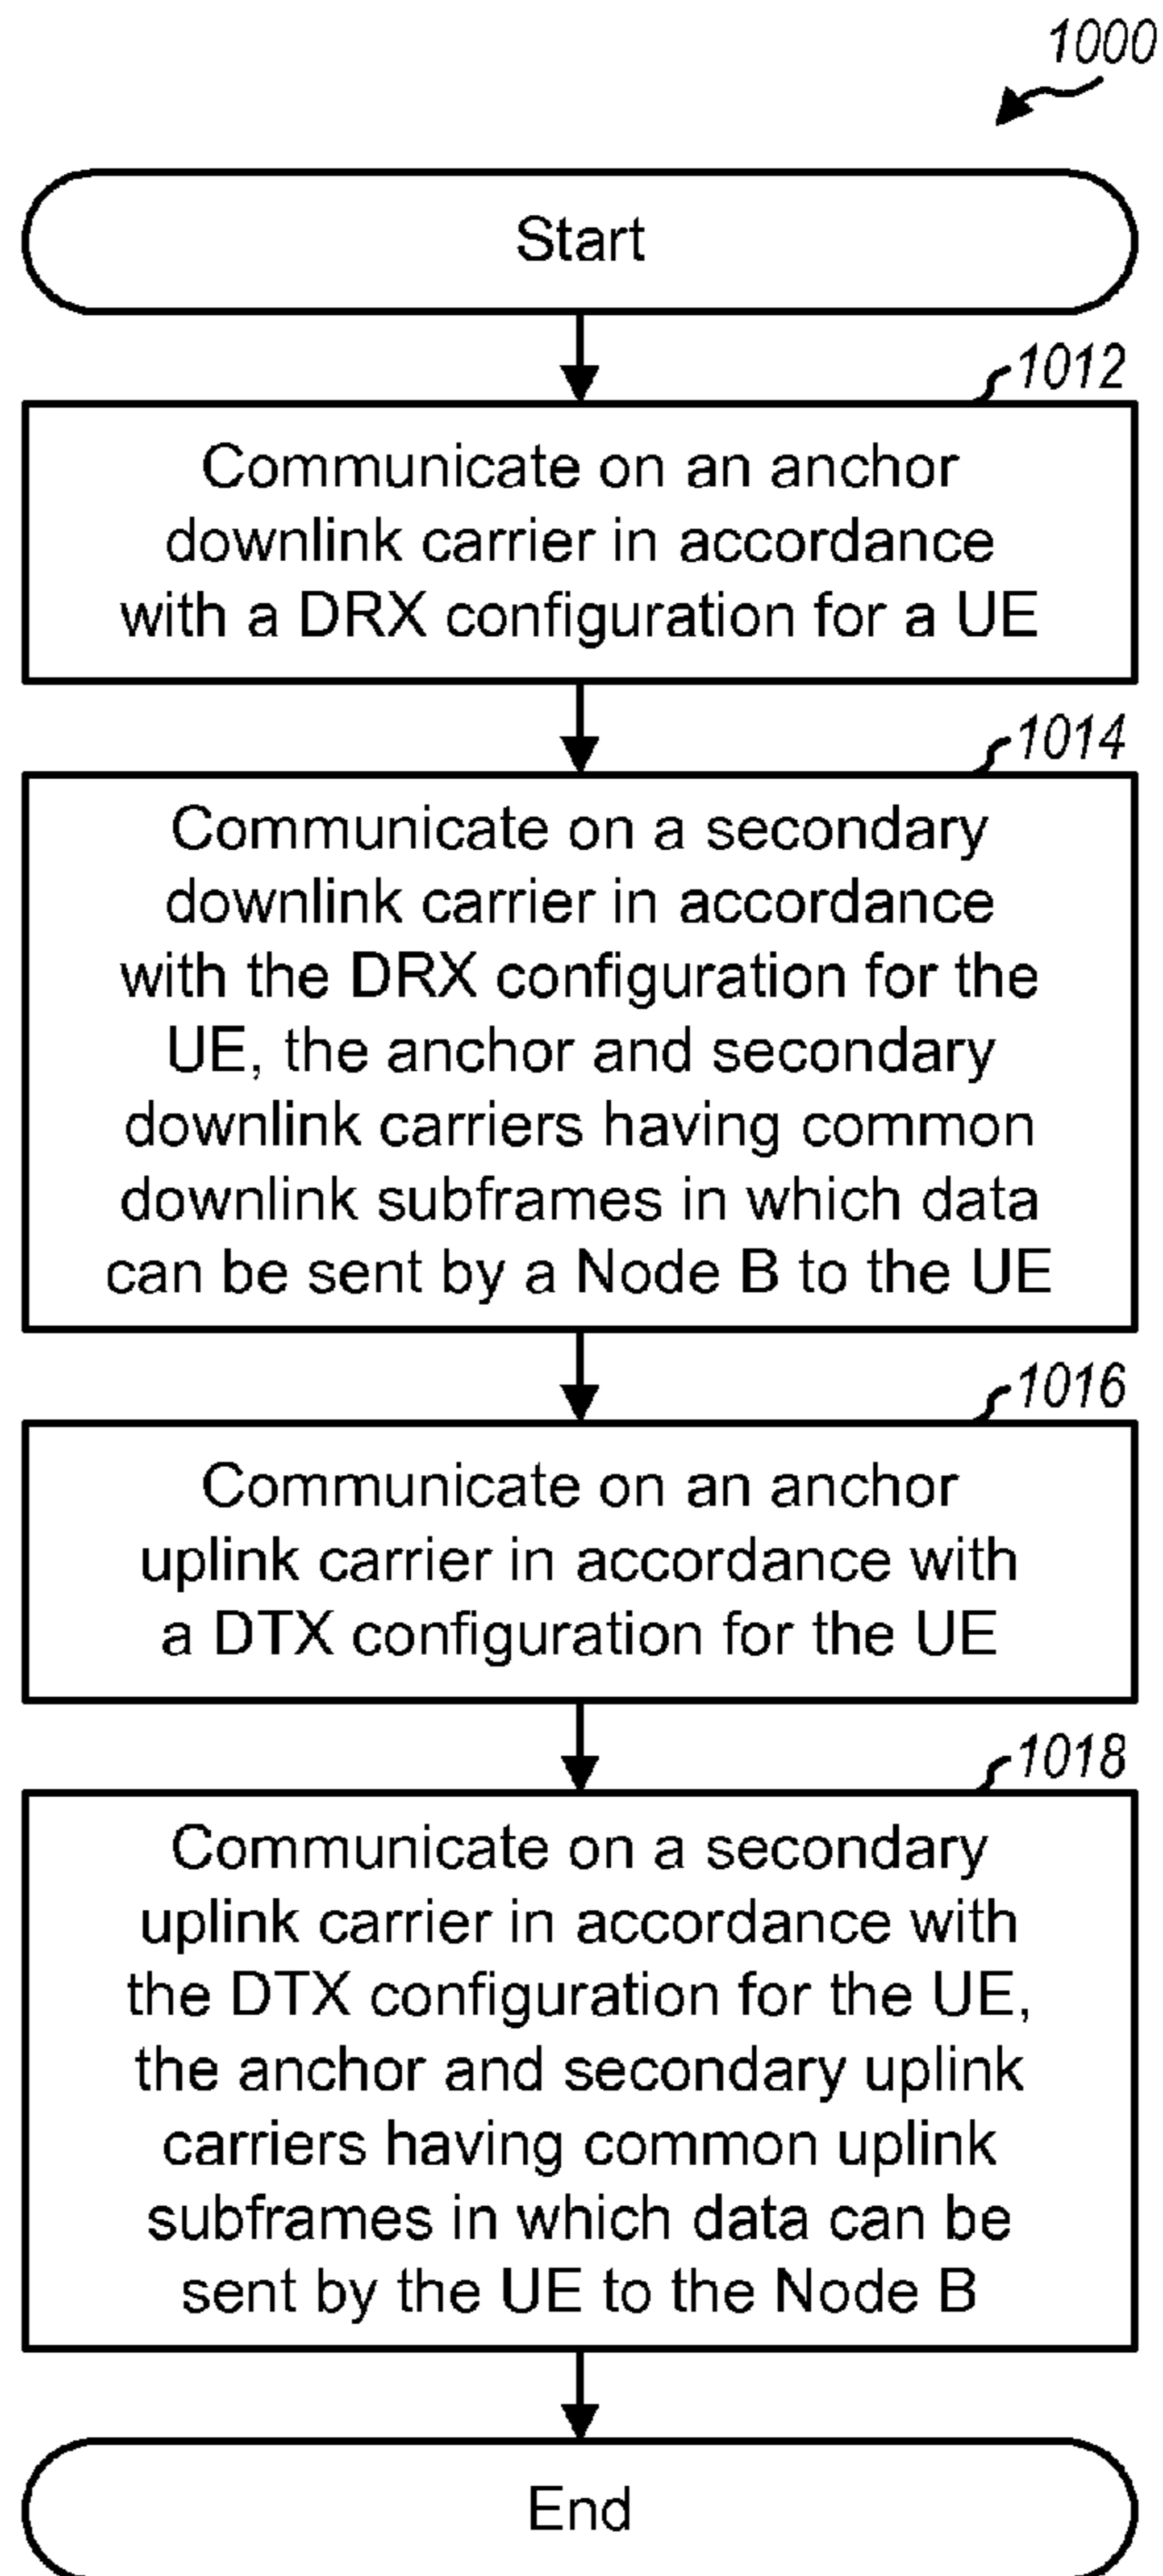 1000
Start
1012
Communicate on an anchor
downlink carrier in accordance
with a DRX configuration for a UE
1014
Communicate on a secondary
downlink carrier in accordance
with the DRX configuration for the
UE, the anchor and secondary
downlink carriers having common
downlink subframes in which data
can be sent by a Node B to the UE
1016
Communicate on an anchor
uplink carrier in accordance with
a DTX configuration for the UE
1018
Communicate on a secondary
uplink carrier in accordance with
the DTX configuration for the UE,
the anchor and secondary uplink
carriers having common uplink
subframes in which data can be
sent by the UE to the Node B
End